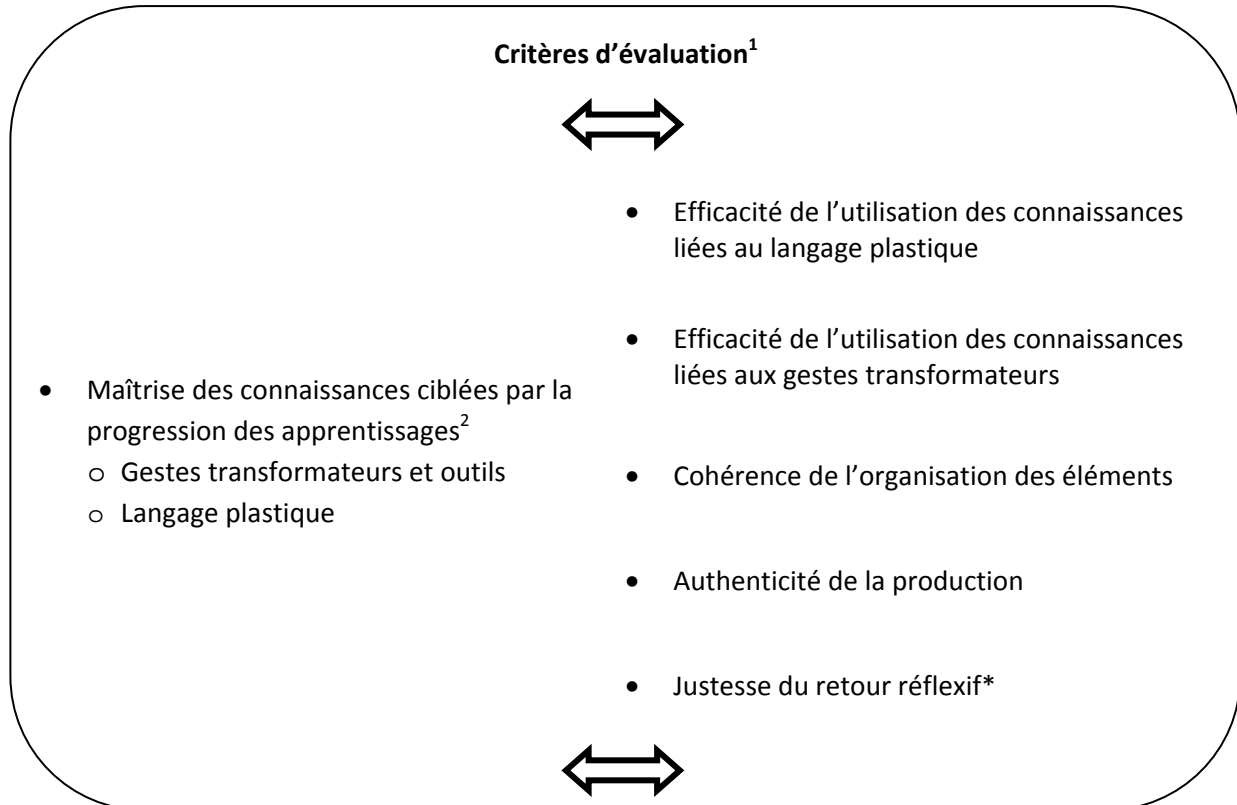 Critères d’évaluation¹
• Maîtrise des connaissances ciblées par la
progression des apprentissages²
o Gestes transformateurs et outils
o Langage plastique
• Efficacité de l’utilisation des connaissances
liées au langage plastique
• Efficacité de l’utilisation des connaissances
liées aux gestes transformateurs
• Cohérence de l’organisation des éléments
• Authenticité de la production
• Justesse du retour réflexif*